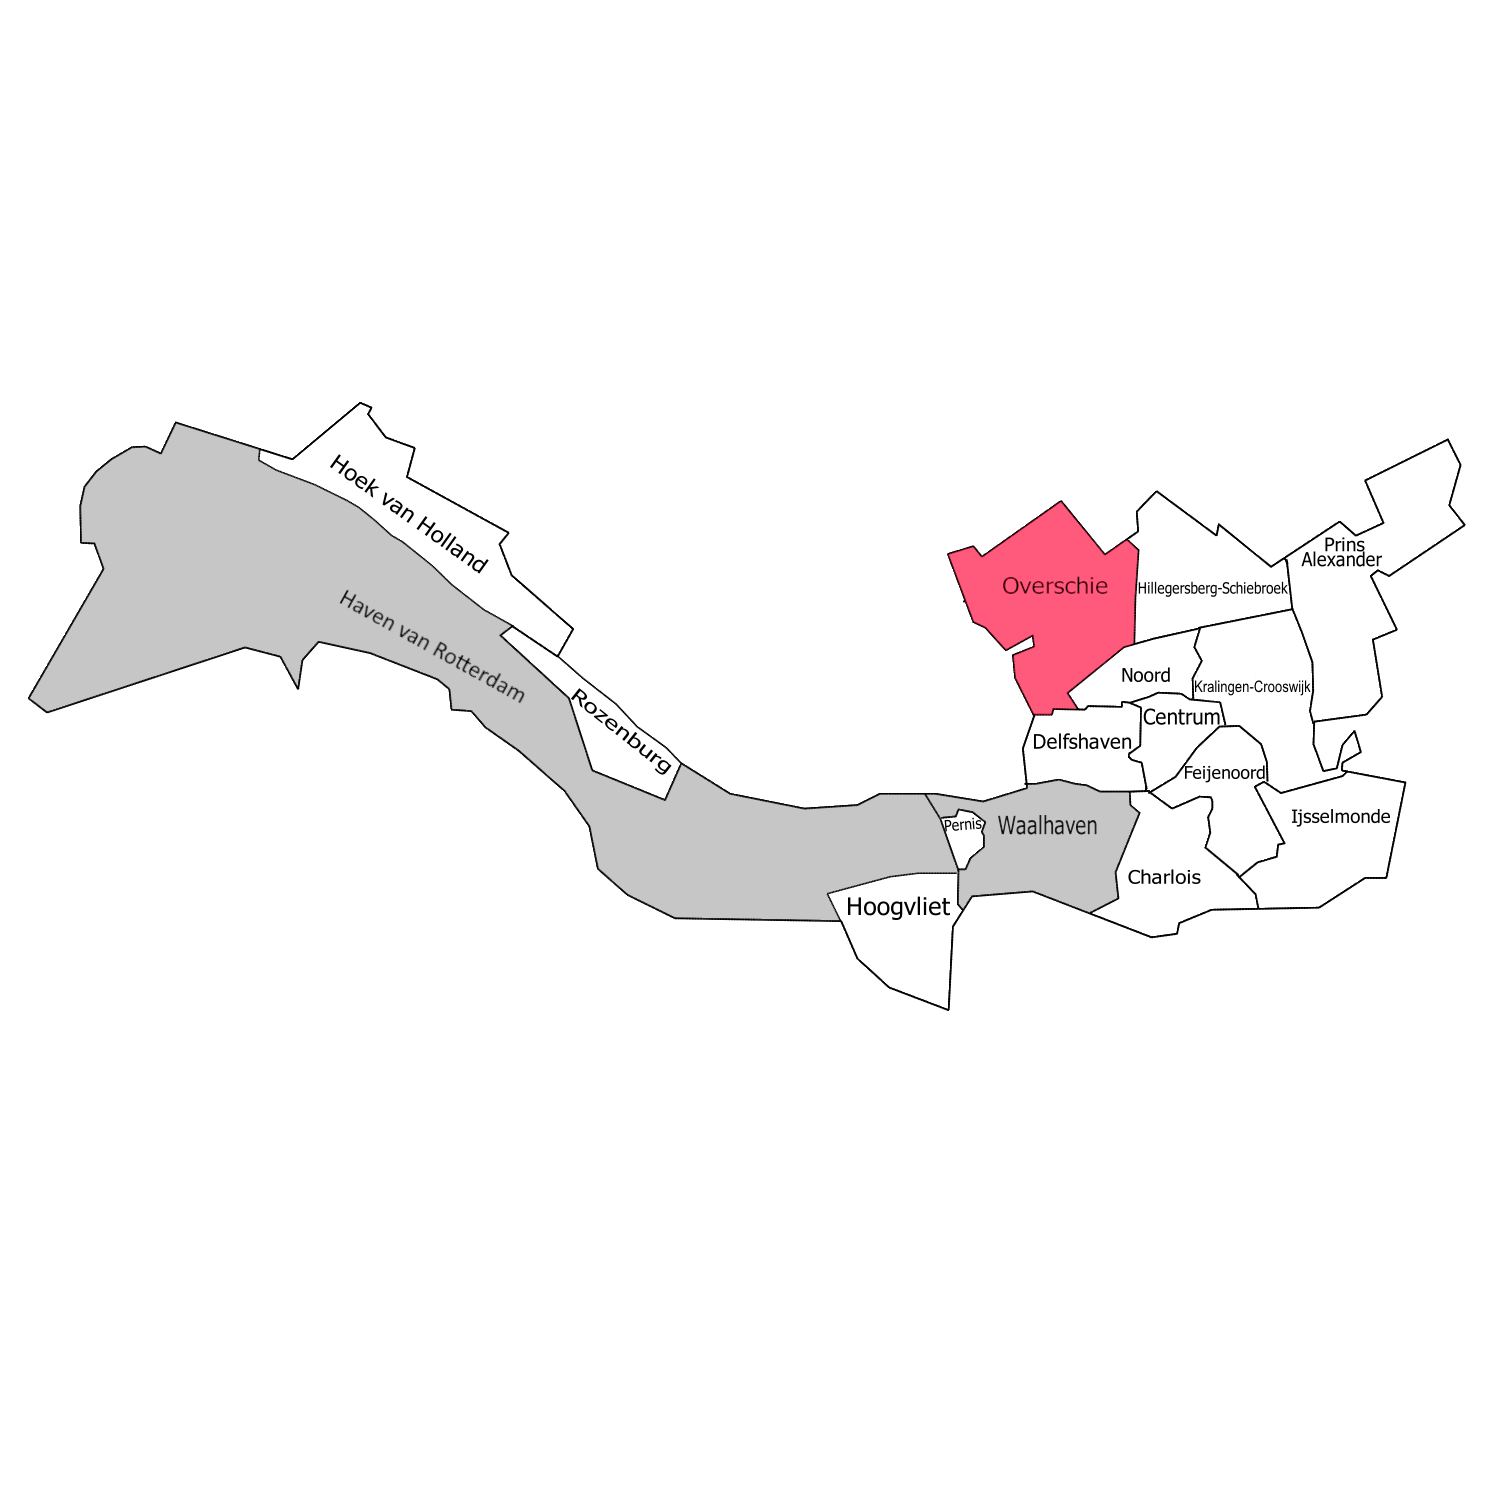 Hoek van Holland
Haven van Rotterdam
Rozenburg
Overschie
Hillegersberg-Schiebroek
Prins
Alexander
Noord
Kralingen-Crooswijk
Centrum
Delfshaven
Feijenoord
Ijsselmonde
Pernis
Waalhaven
Charlois
Hoogvliet